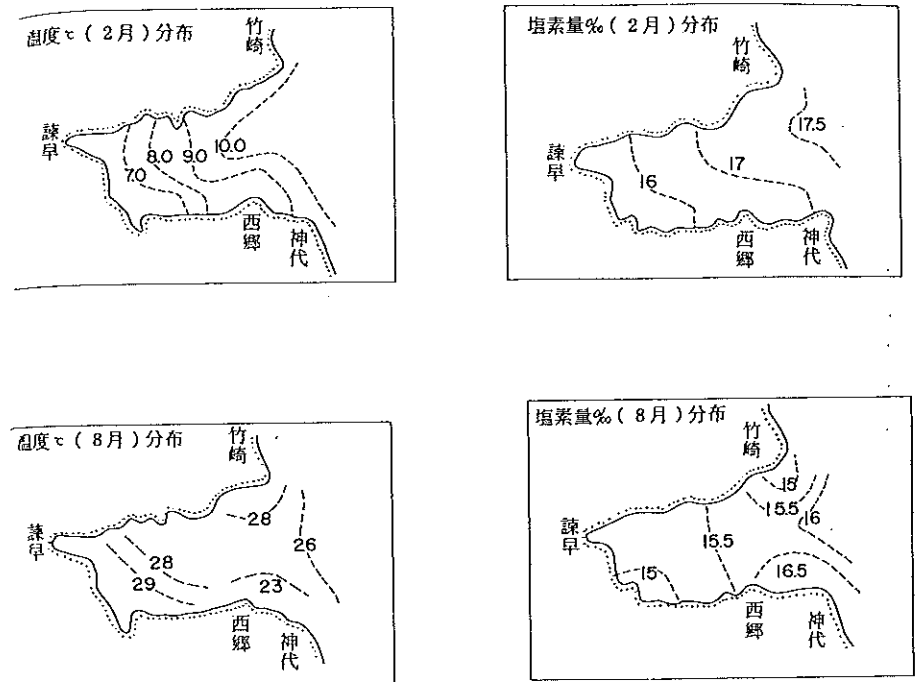 温度℃(2月)分布
竹崎
諫早
7.0
8.0
9.0
10.0
西郷
神代
塩素量‰(2月)分布
竹崎
諫早
16
17
17.5
西郷
神代
温度℃(8月)分布
竹崎
諫早
28
26
28
29
23
西郷
神代
塩素量‰(8月)分布
竹崎
諫早
15
15.5
16
15.5
15
16.5
西郷
神代